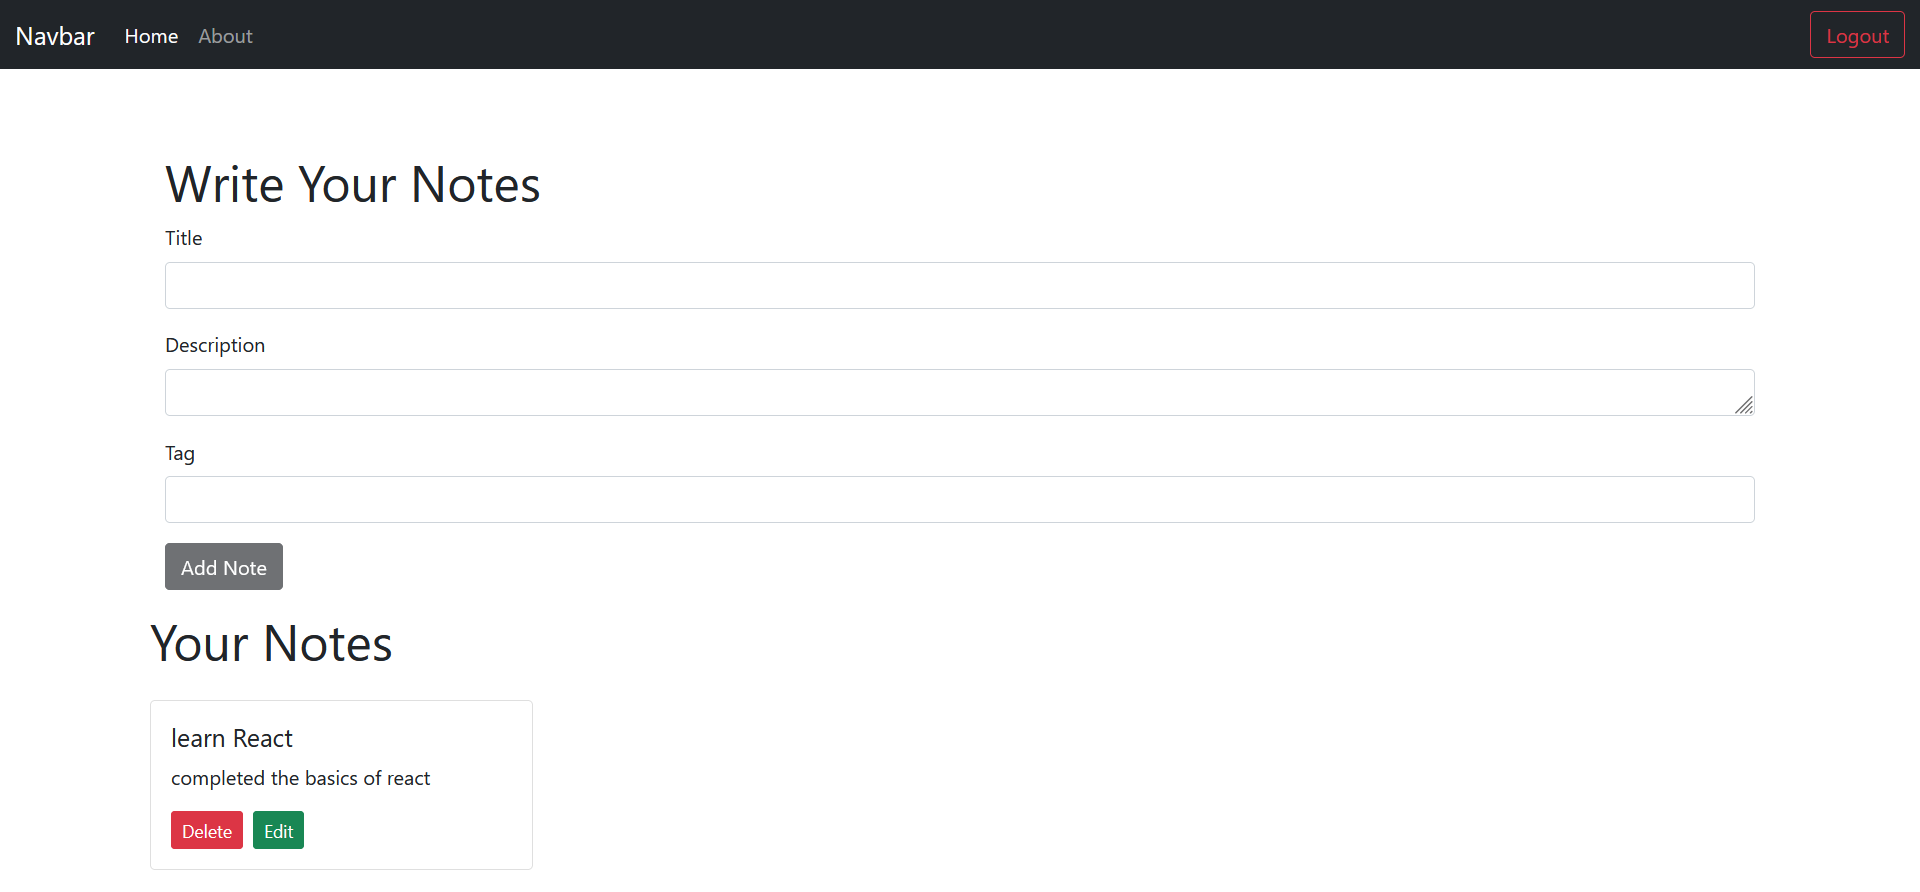 Navbar Home About Logout
Write Your Notes
Title
Description
Tag
Add Note
Your Notes
learn React
completed the basics of react
Delete Edit